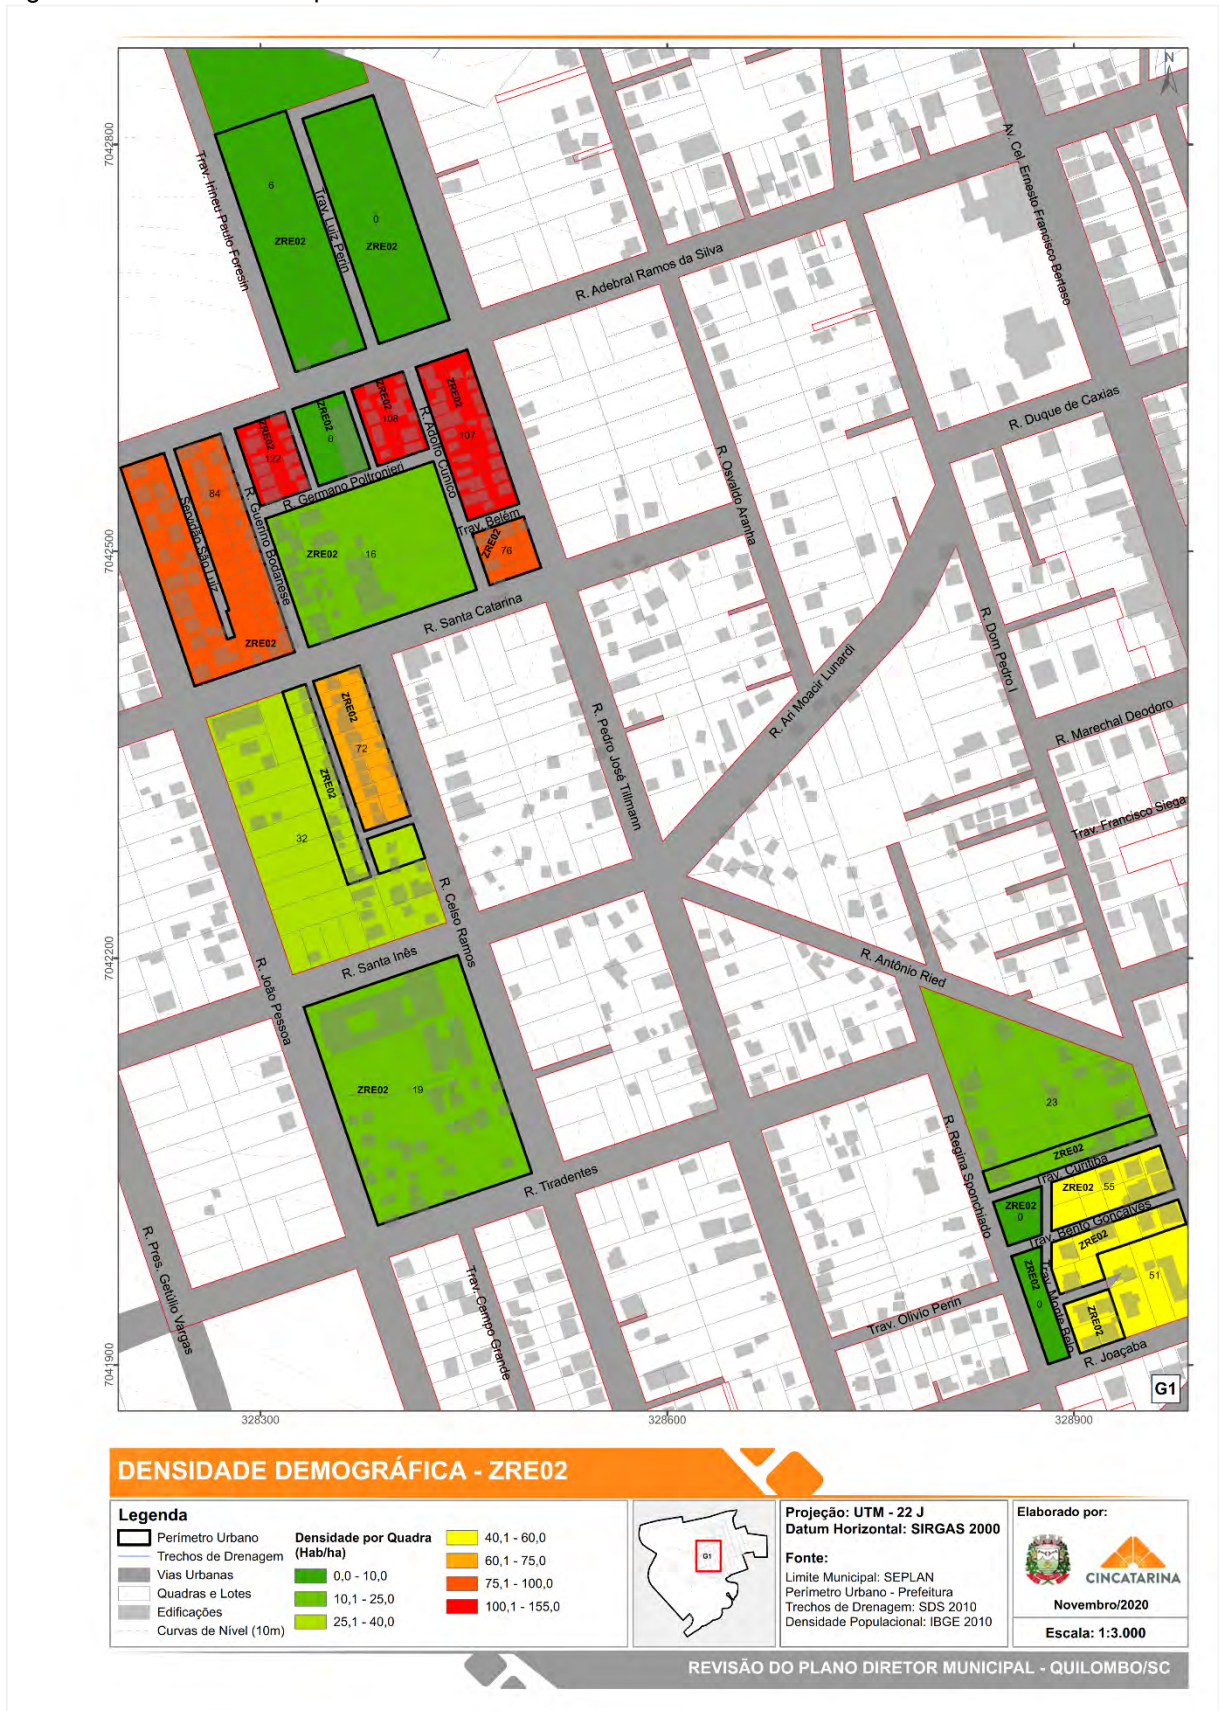 N
7042800
7042500
7042200
7041900
328300
328600
328900
Trav. Irineu Paulo Foresin
6
ZRE02
Trav. Luiz Perin
0
ZRE02
R. Adebral Ramos da Silva
Av. Cel. Ernesto Francisco Bertaso
R. Duque de Caxias
ZRE02
122
ZRE02
0
ZRE02
108
ZRE02
107
R. Adolfo Cunico
R. Germano Poltronieri
84
Servidão São Luiz
R. Guerino Bodanese
ZRE02
ZRE02
16
Trav. Belém
ZRE02
76
R. Osvaldo Aranha
R. Santa Catarina
R. Dom Pedro I
R. Ari Moacir Lunardi
R. Marechal Deodoro
ZRE02
72
ZRE02
32
R. Pedro José Tillmann
Trav. Francisco Siega
R. Celso Ramos
R. Santa Inês
R. João Pessoa
R. Antônio Ried
ZRE02
19
23
R. Regina Sponchiado
ZRE02
Trav. Curitiba
ZRE02
55
ZRE02
0
Trav. Bento Gonçalves
ZRE02
R. Tiradentes
R. Pres. Getúlio Vargas
Trav. Campo Grande
ZRE02
0
Trav. Monte Belo
51
ZRE02
Trav. Olivio Perin
R. Joaçaba
G1
DENSIDADE DEMOGRÁFICA - ZRE02
Legenda
Perímetro Urbano
Trechos de Drenagem
Vias Urbanas
Quadras e Lotes
Edificações
Curvas de Nível (10m)
Densidade por Quadra
(Hab/ha)
0,0 - 10,0
10,1 - 25,0
25,1 - 40,0
40,1 - 60,0
60,1 - 75,0
75,1 - 100,0
100,1 - 155,0
G1
Projeção: UTM - 22 J
Datum Horizontal: SIRGAS 2000
Fonte:
Limite Municipal: SEPLAN
Perímetro Urbano - Prefeitura
Trechos de Drenagem: SDS 2010
Densidade Populacional: IBGE 2010
Elaborado por:
CINCATARINA
Novembro/2020
Escala: 1:3.000
REVISÃO DO PLANO DIRETOR MUNICIPAL - QUILOMBO/SC